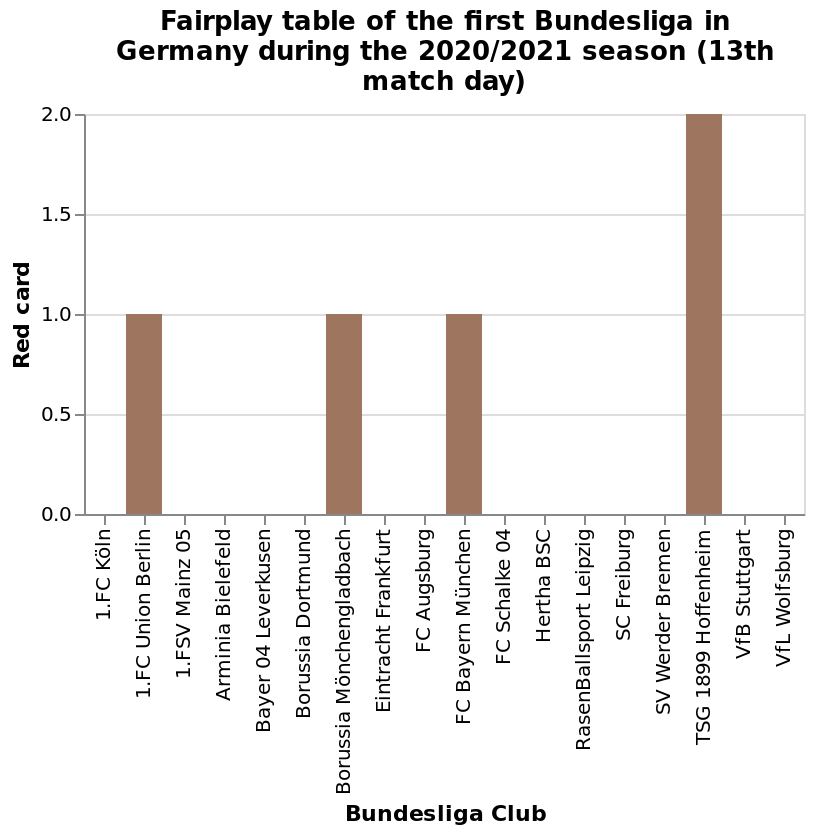 Fairplay table of the first Bundesliga in
Germany during the 2020/2021 season (13th
match day)
2.0
1.5
1.0
0.5
0.0
Red card
1.FC Köln
1.FC Union Berlin
1.FSV Mainz 05
Arminia Bielefeld
Bayer 04 Leverkusen
Borussia Dortmund
Borussia Mönchengladbach
Eintracht Frankfurt
FC Augsburg
FC Bayern München
FC Schalke 04
Hertha BSC
RasenBallsport Leipzig
SC Freiburg
SV Werder Bremen
TSG 1899 Hoffenheim
VfB Stuttgart
VfL Wolfsburg
Bundesliga Club